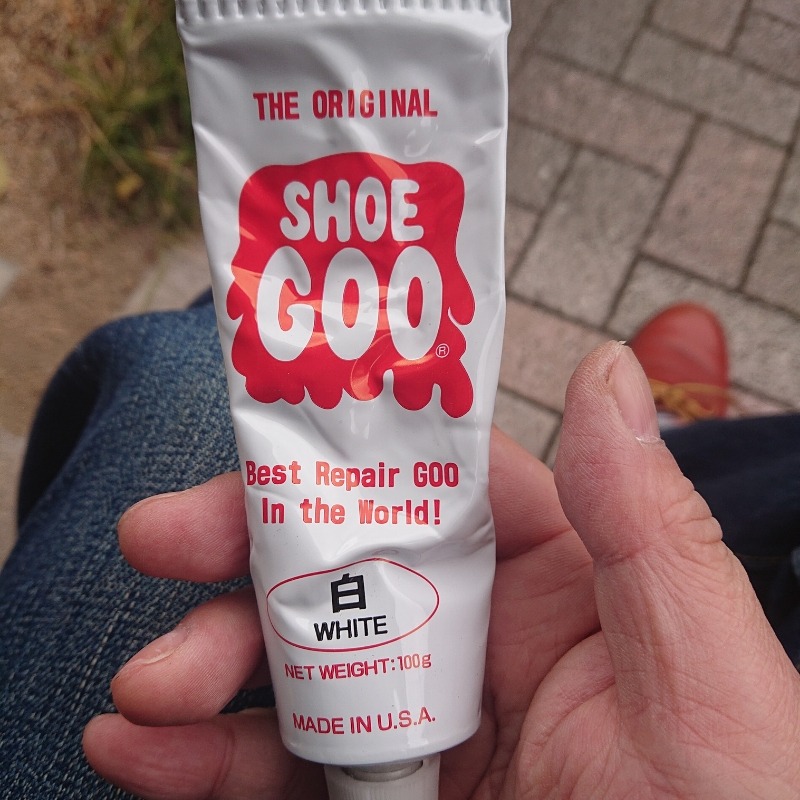 THE ORIGINAL
SHOE
GOO
®
Best Repair GOO
In the World!
白
WHITE
NET WEIGHT:100g
MADE IN U.S.A.